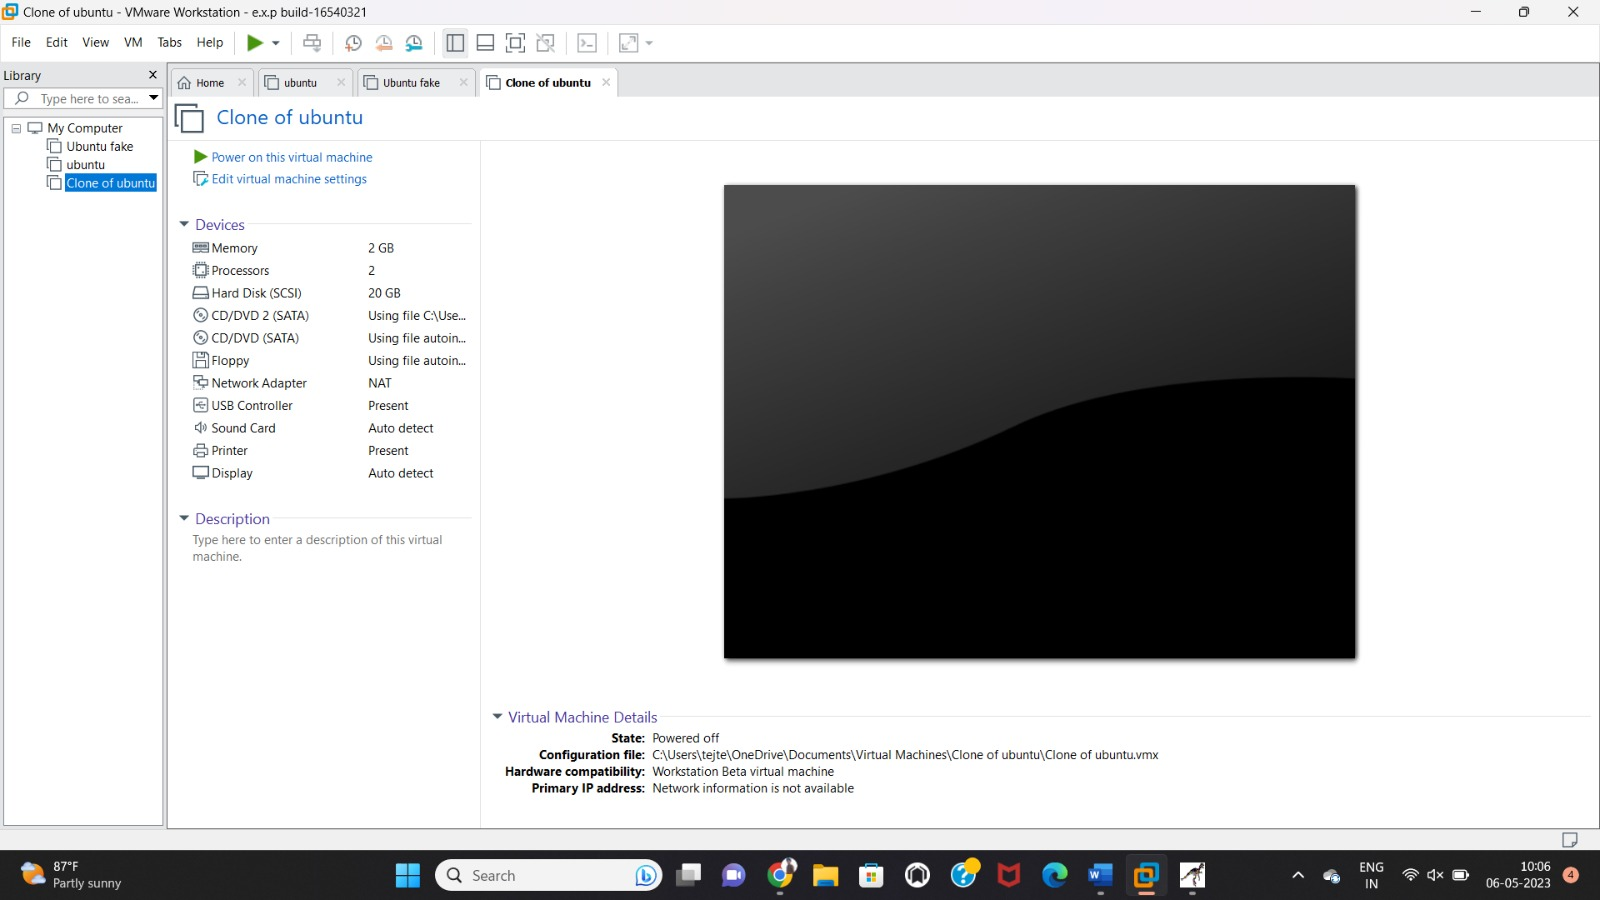 Clone of ubuntu - VMware Workstation - e.x.p build-16540321
File Edit View VM Tabs Help
Library
Type here to sea...
My Computer
Ubuntu fake
ubuntu
Clone of ubuntu
Home ubuntu Ubuntu fake Clone of ubuntu
Clone of ubuntu
Power on this virtual machine
Edit virtual machine settings
Devices
Memory 2 GB
Processors 2
Hard Disk (SCSI) 20 GB
CD/DVD 2 (SATA) Using file C:\Use...
CD/DVD (SATA) Using file autoin...
Floppy Using file autoin...
Network Adapter NAT
USB Controller Present
Sound Card Auto detect
Printer Present
Display Auto detect
Description
Type here to enter a description of this virtual
machine.
Virtual Machine Details
State: Powered off
Configuration file: C:\Users\tejte\OneDrive\Documents\Virtual Machines\Clone of ubuntu\Clone of ubuntu.vmx
Hardware compatibility: Workstation Beta virtual machine
Primary IP address: Network information is not available
87°F
Partly sunny
Search
ENG
IN
10:06
06-05-2023
4